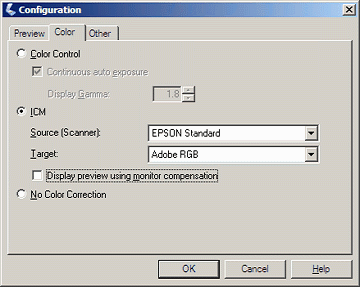 Configuration
Preview Color Other
Color Control
Continuous auto exposure
Display Gamma: 1.8
ICM
Source (Scanner): EPSON Standard
Target: Adobe RGB
Display preview using monitor compensation
No Color Correction
OK Cancel Help